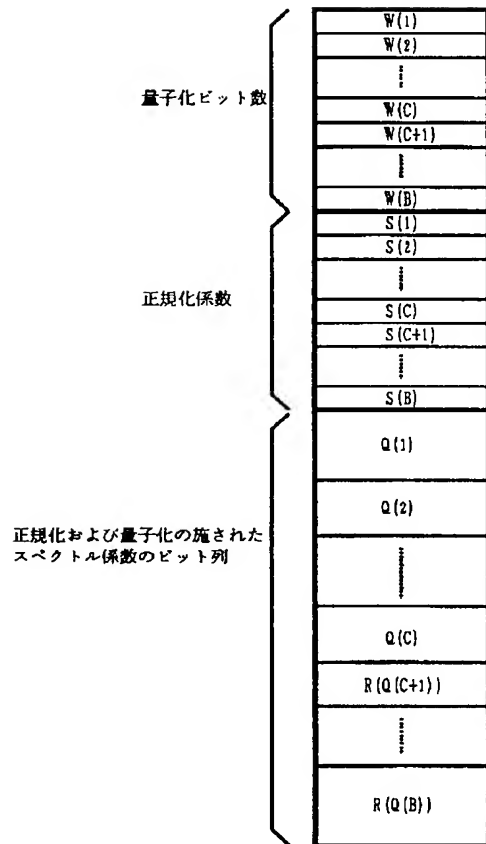 量子化ビット数
W(1)
W(2)
W(C)
W(C+1)
W(B)
正規化係数
S(1)
S(2)
S(C)
S(C+1)
S(B)
正規化および量子化の施された
スペクトル係数のビット列
Q(1)
Q(2)
Q(C)
R(Q(C+1))
R(Q(B))